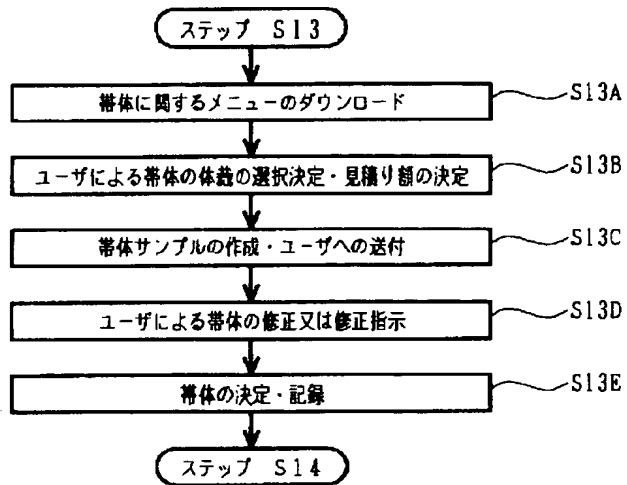 ステップ S13
帯体に関するメニューのダウンロード
S13A
ユーザによる帯体の体裁の選択決定・見積り額の決定
S13B
帯体サンプルの作成・ユーザへの送付
S13C
ユーザによる帯体の修正又は修正指示
S13D
帯体の決定・記録
S13E
ステップ S14